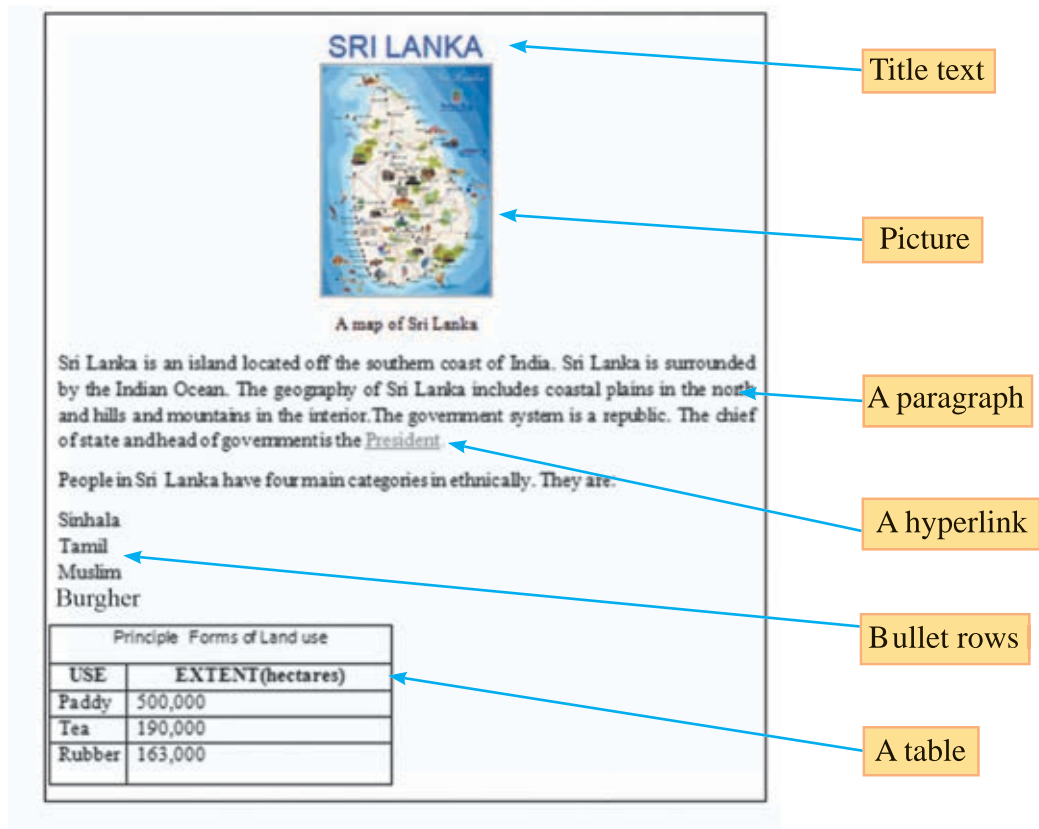 SRI LANKA
Title text
Picture
A map of Sri Lanka
Sri Lanka is an island located off the southern coast of India. Sri Lanka is surrounded
by the Indian Ocean. The geography of Sri Lanka includes coastal plains in the north
and hills and mountains in the interior.The government system is a republic. The chief
of state andhead of government is the President.
A paragraph
People in Sri Lanka have four main categories in ethnically. They are:
A hyperlink
Sinhala
Tamil
Muslim
Burgher
Bullet rows
Principle Forms of Land use
USE EXTENT(hectares)
Paddy 500,000
Tea 190,000
Rubber 163,000
A table